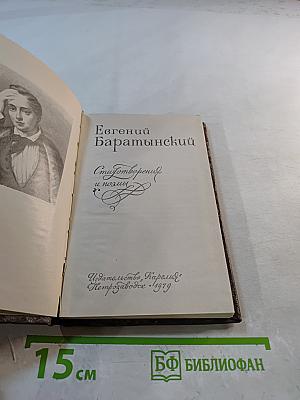 Евгений
Баратынский
Стихотворения
и поэмы
Издательство „Карелия“
Петрозаводск • 1979
15 см
БФ БИБЛИОФАН